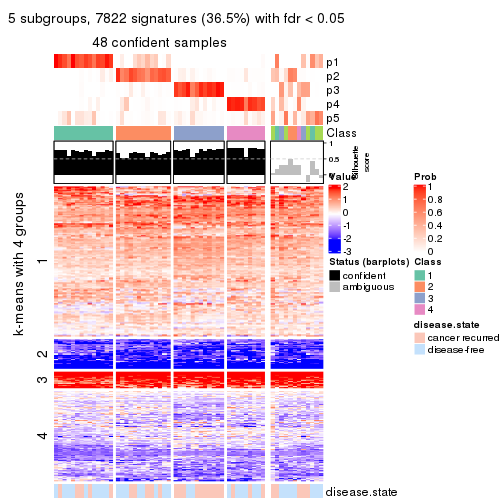 5 subgroups, 7822 signatures (36.5%) with fdr < 0.05
48 confident samples
p1
p2
p3
p4
p5
Class
1
0.5
0
Silhouette
score
k-means with 4 groups
1
2
3
4
Value
2
1
0
-1
-2
-3
Prob
1
0.8
0.6
0.4
0.2
0
Status (barplots)
confident
ambiguous
Class
1
2
3
4
disease.state
cancer recurred
disease-free
disease.state